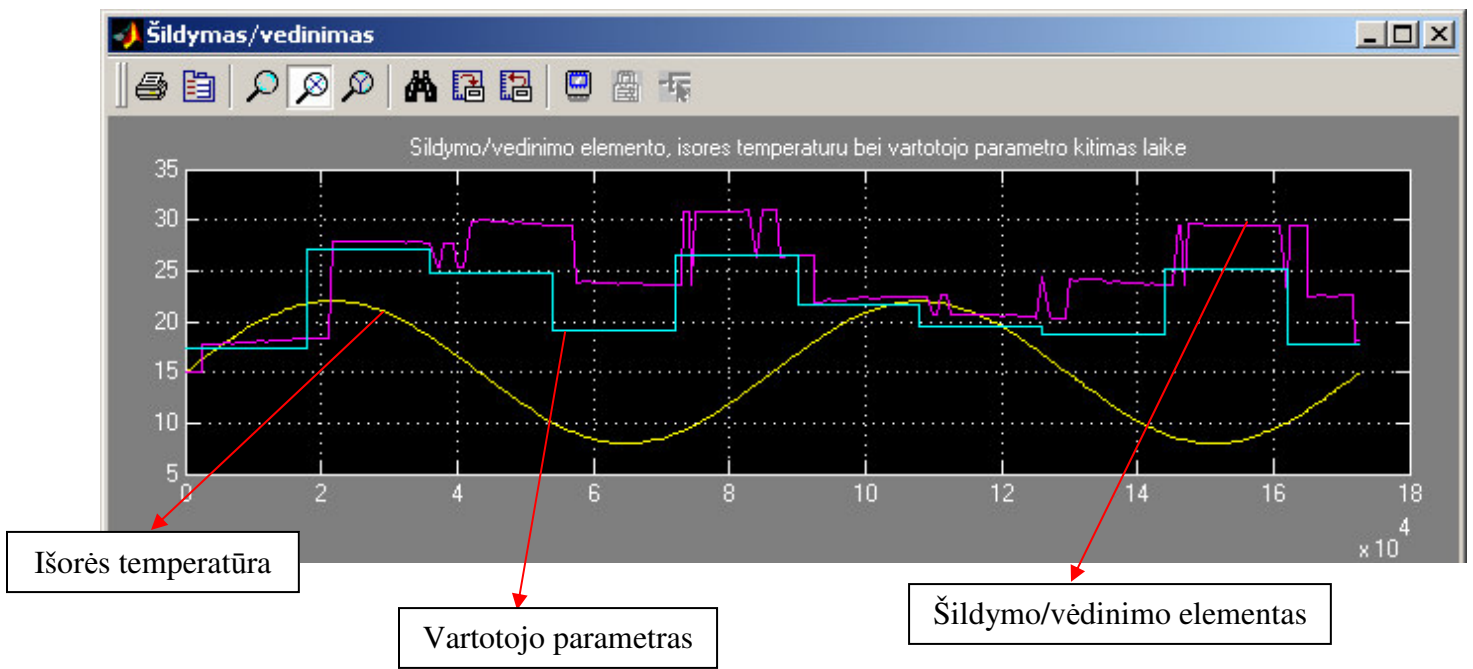 Šildymas/vedinimas
Sildymo/vedinimo elemento, isores temperaturu bei vartotojo parametro kitimas laike
35
30
25
20
15
10
5
0 2 4 6 8 10 12 14 16 18
x 10 4
Išorės temperatūra
Vartotojo parametras
Šildymo/vėdinimo elementas